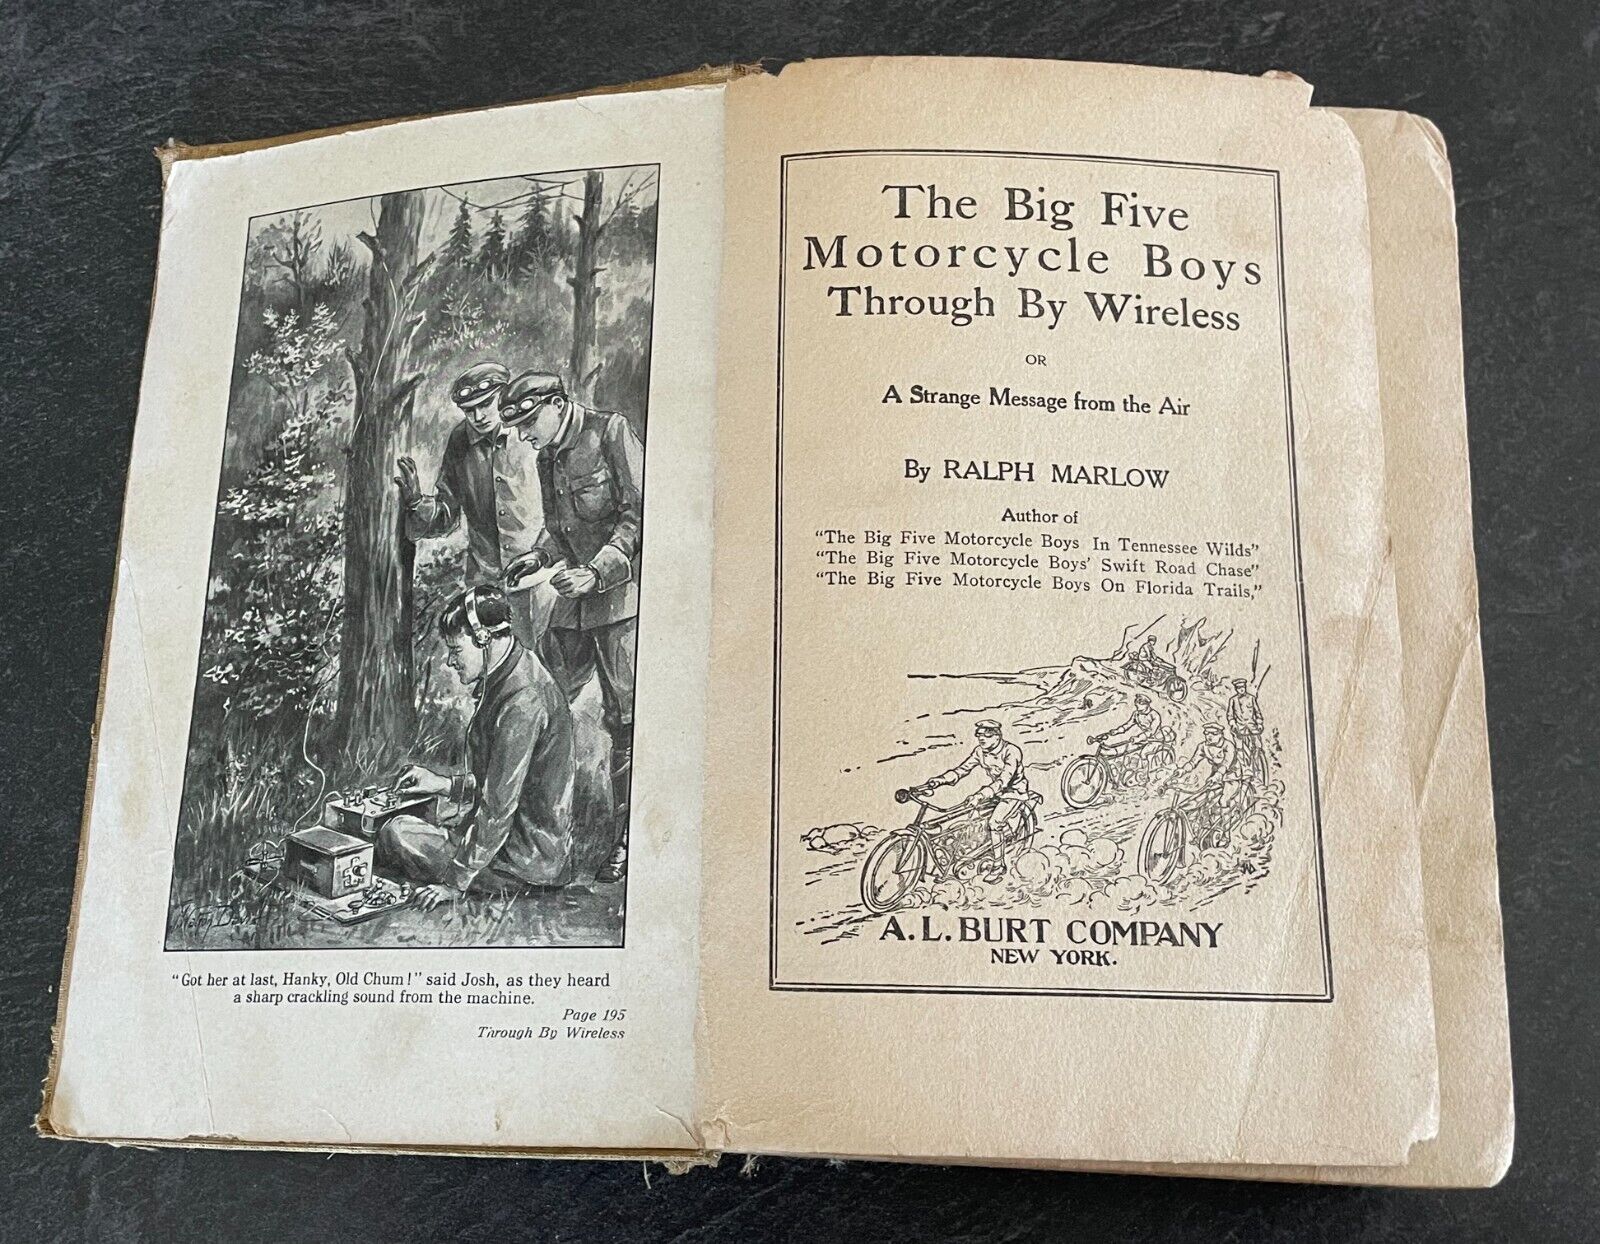 "Got her at last, Hanky, Old Chum!" said Josh, as they heard
a sharp crackling sound from the machine.
Page 195
Through By Wireless
The Big Five
Motorcycle Boys
Through By Wireless
OR
A Strange Message from the Air
By RALPH MARLOW
Author of
"The Big Five Motorcycle Boys In Tennessee Wilds"
"The Big Five Motorcycle Boys' Swift Road Chase"
"The Big Five Motorcycle Boys On Florida Trails,"
A. L. BURT COMPANY
NEW YORK.